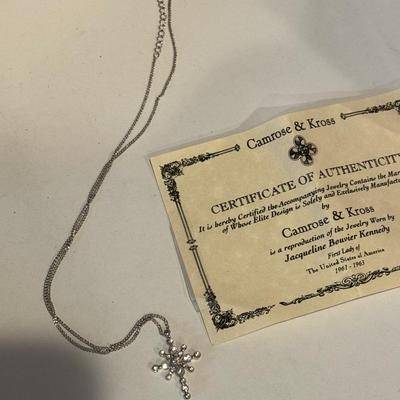 Camrose & Kross
CERTIFICATE OF AUTHENTICITY
It is hereby Certified the Accompanying Jewelry Contains the
of Whose Elite Design is Solely and Exclusively
by
Camrose & Kross
is a reproduction of the Jewelry Worn by
Jacqueline Bouvier Kennedy
First Lady of
The United States of America
1961 - 1963